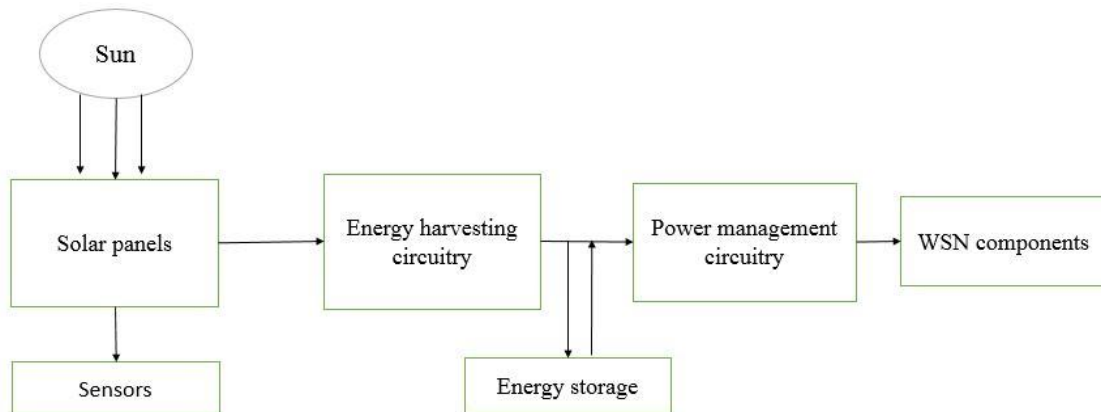 Sun
Solar panels
Energy harvesting
circuitry
Power management
circuitry
WSN components
Sensors
Energy storage